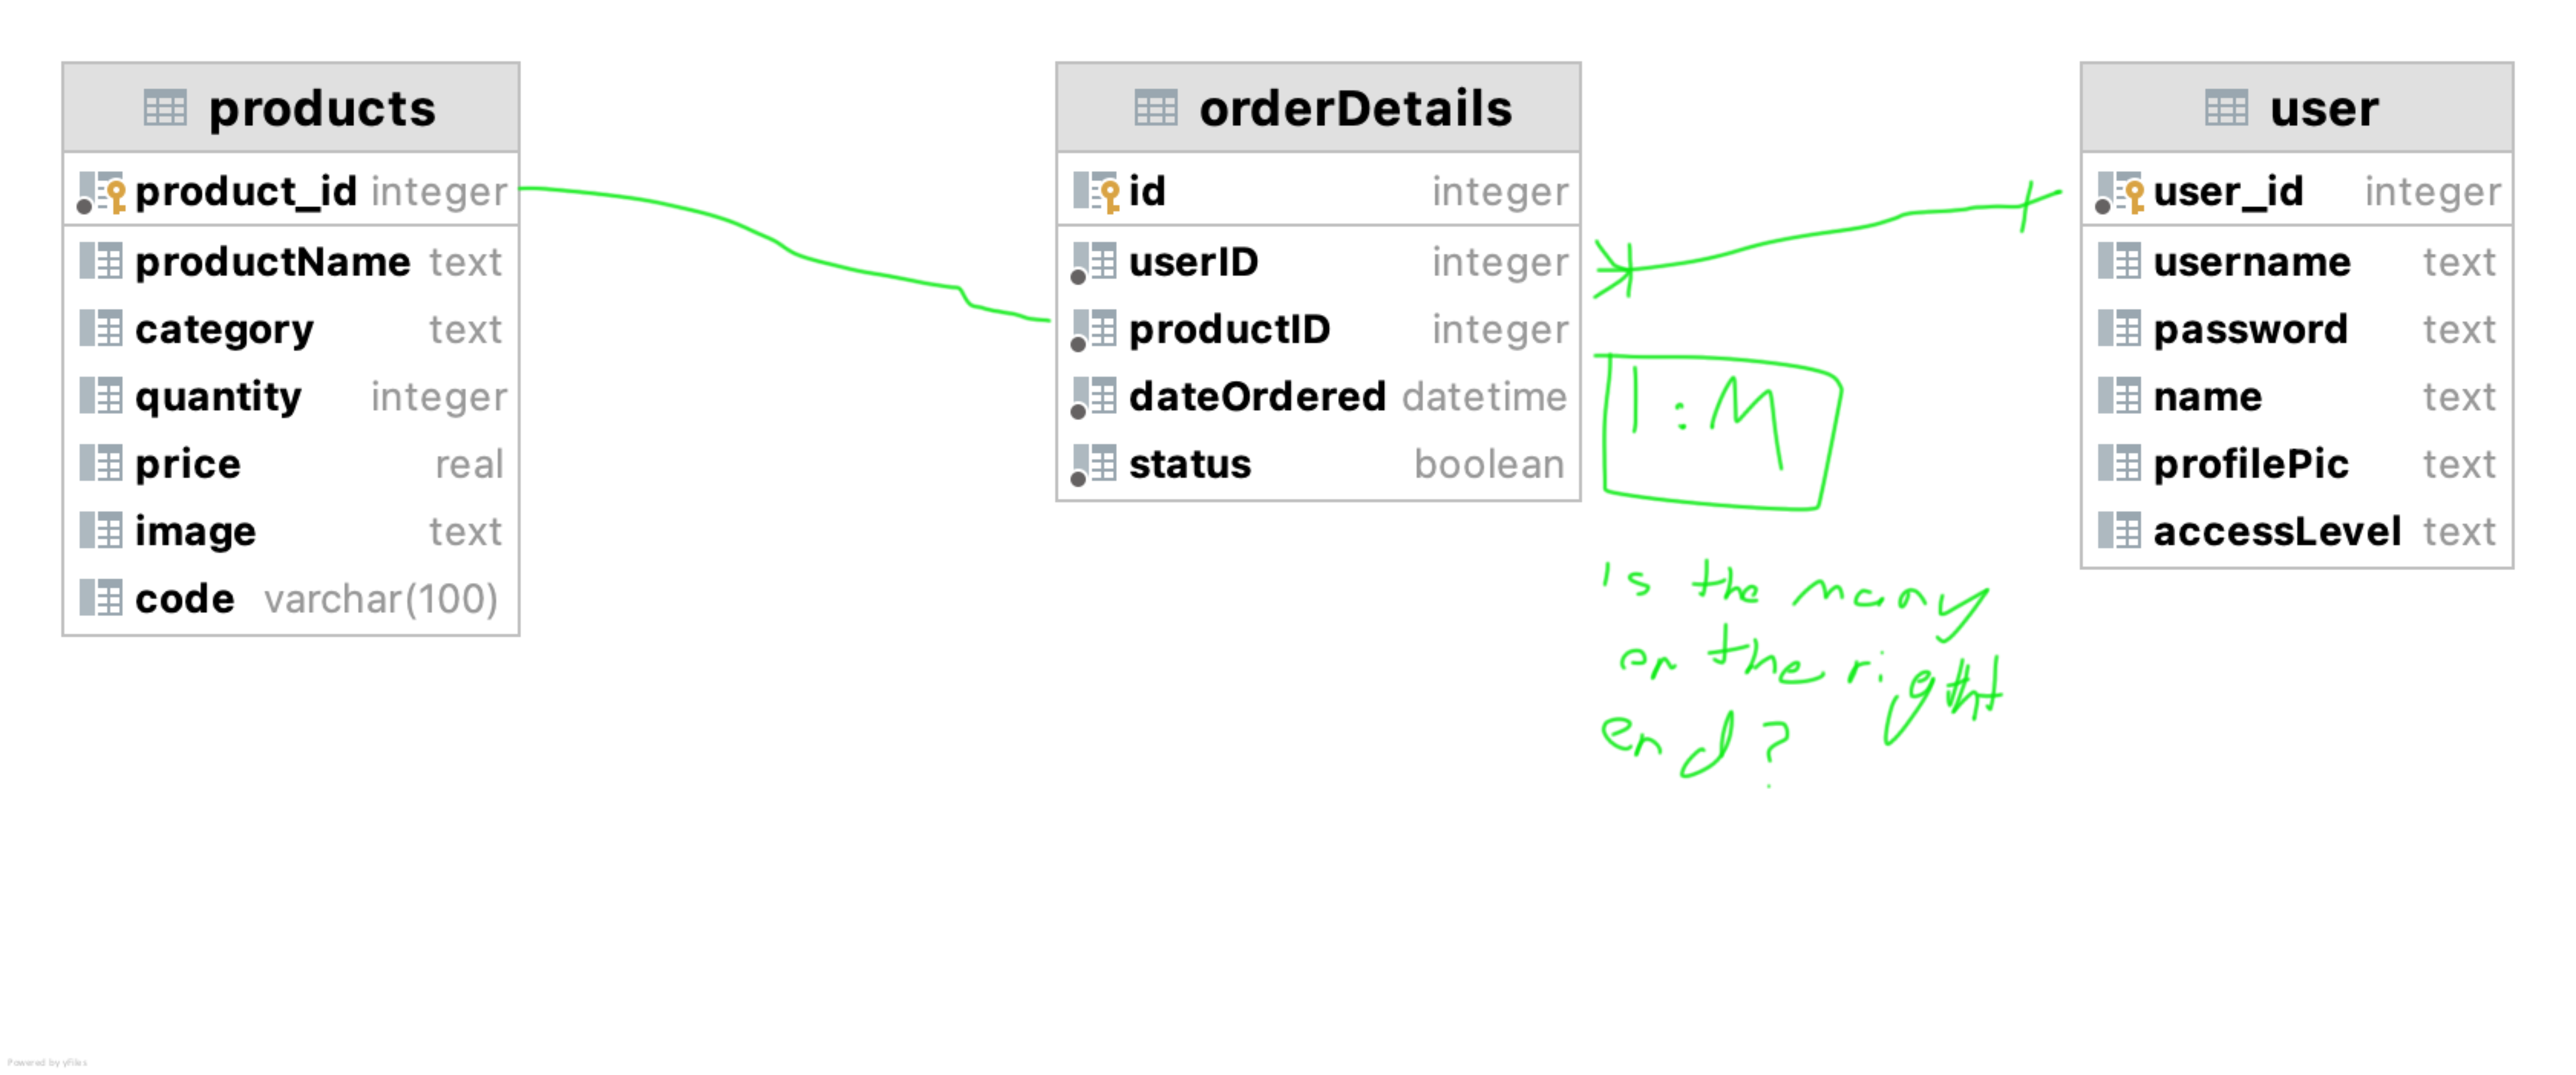 products
product_id integer
productName text
category text
quantity integer
price real
image text
code varchar(100)
orderDetails
id integer
userID integer
productID integer
dateOrdered datetime
status boolean
user
user_id integer
username text
password text
name text
profilePic text
accessLevel text
1:M
is the many
on the right
end?
Powered by yFiles